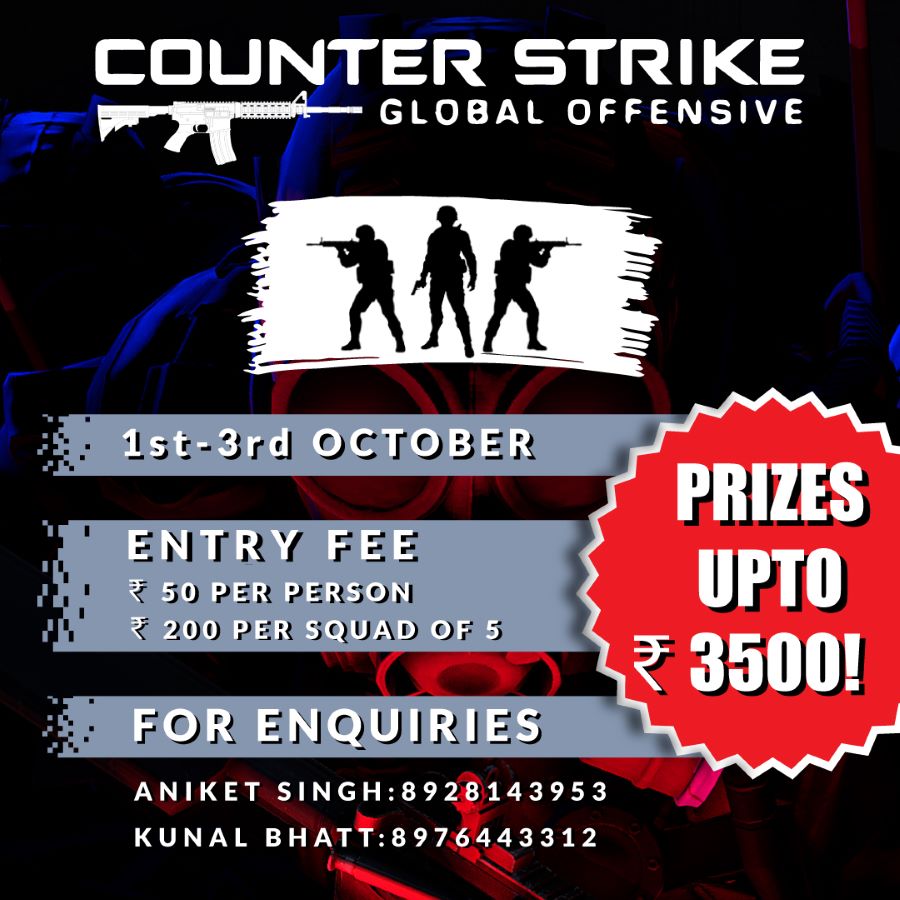 COUNTER STRIKE
GLOBAL OFFENSIVE
1st-3rd OCTOBER
ENTRY FEE
₹ 50 PER PERSON
₹ 200 PER SQUAD OF 5
PRIZES
UPTO
₹ 3500!
FOR ENQUIRIES
ANIKET SINGH:8928143953
KUNAL BHATT:8976443312